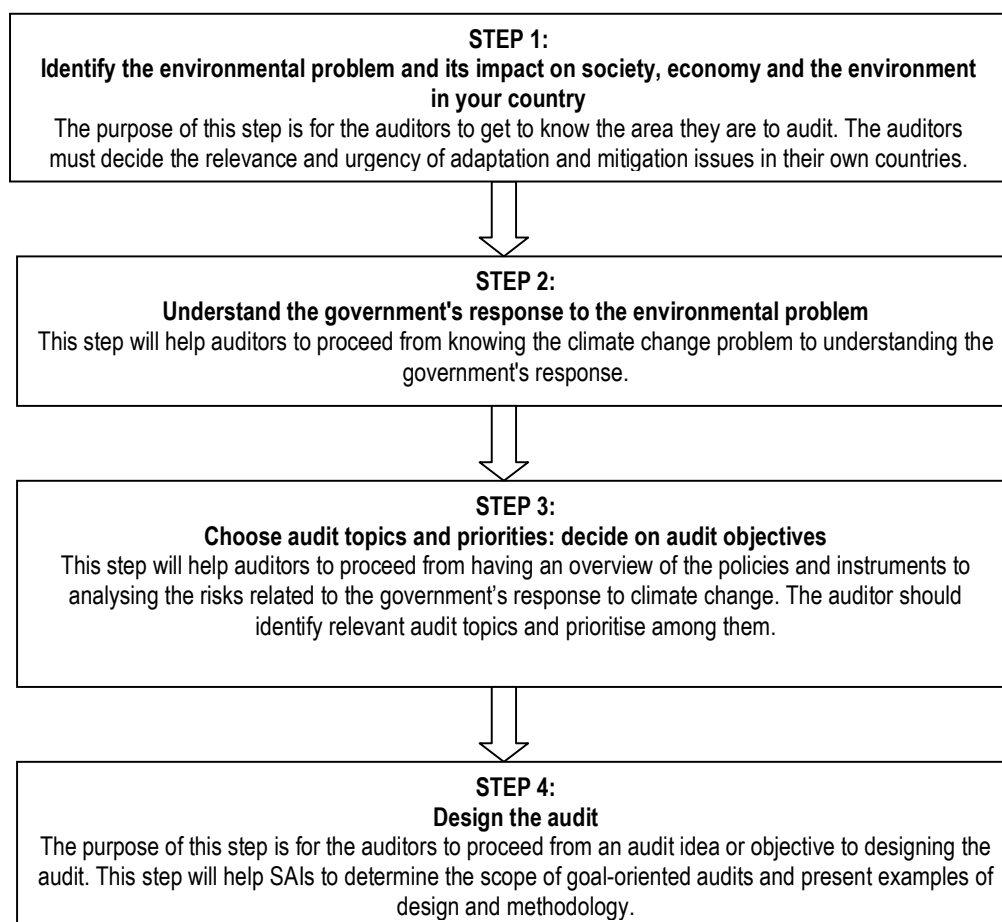 STEP 1:
Identify the environmental problem and its impact on society, economy and the environment
in your country
The purpose of this step is for the auditors to get to know the area they are to audit. The auditors
must decide the relevance and urgency of adaptation and mitigation issues in their own countries.
STEP 2:
Understand the government's response to the environmental problem
This step will help auditors to proceed from knowing the climate change problem to understanding the
government's response.
STEP 3:
Choose audit topics and priorities: decide on audit objectives
This step will help auditors to proceed from having an overview of the policies and instruments to
analysing the risks related to the government’s response to climate change. The auditor should
identify relevant audit topics and prioritise among them.
STEP 4:
Design the audit
The purpose of this step is for the auditors to proceed from an audit idea or objective to designing the
audit. This step will help SAIs to determine the scope of goal-oriented audits and present examples of
design and methodology.